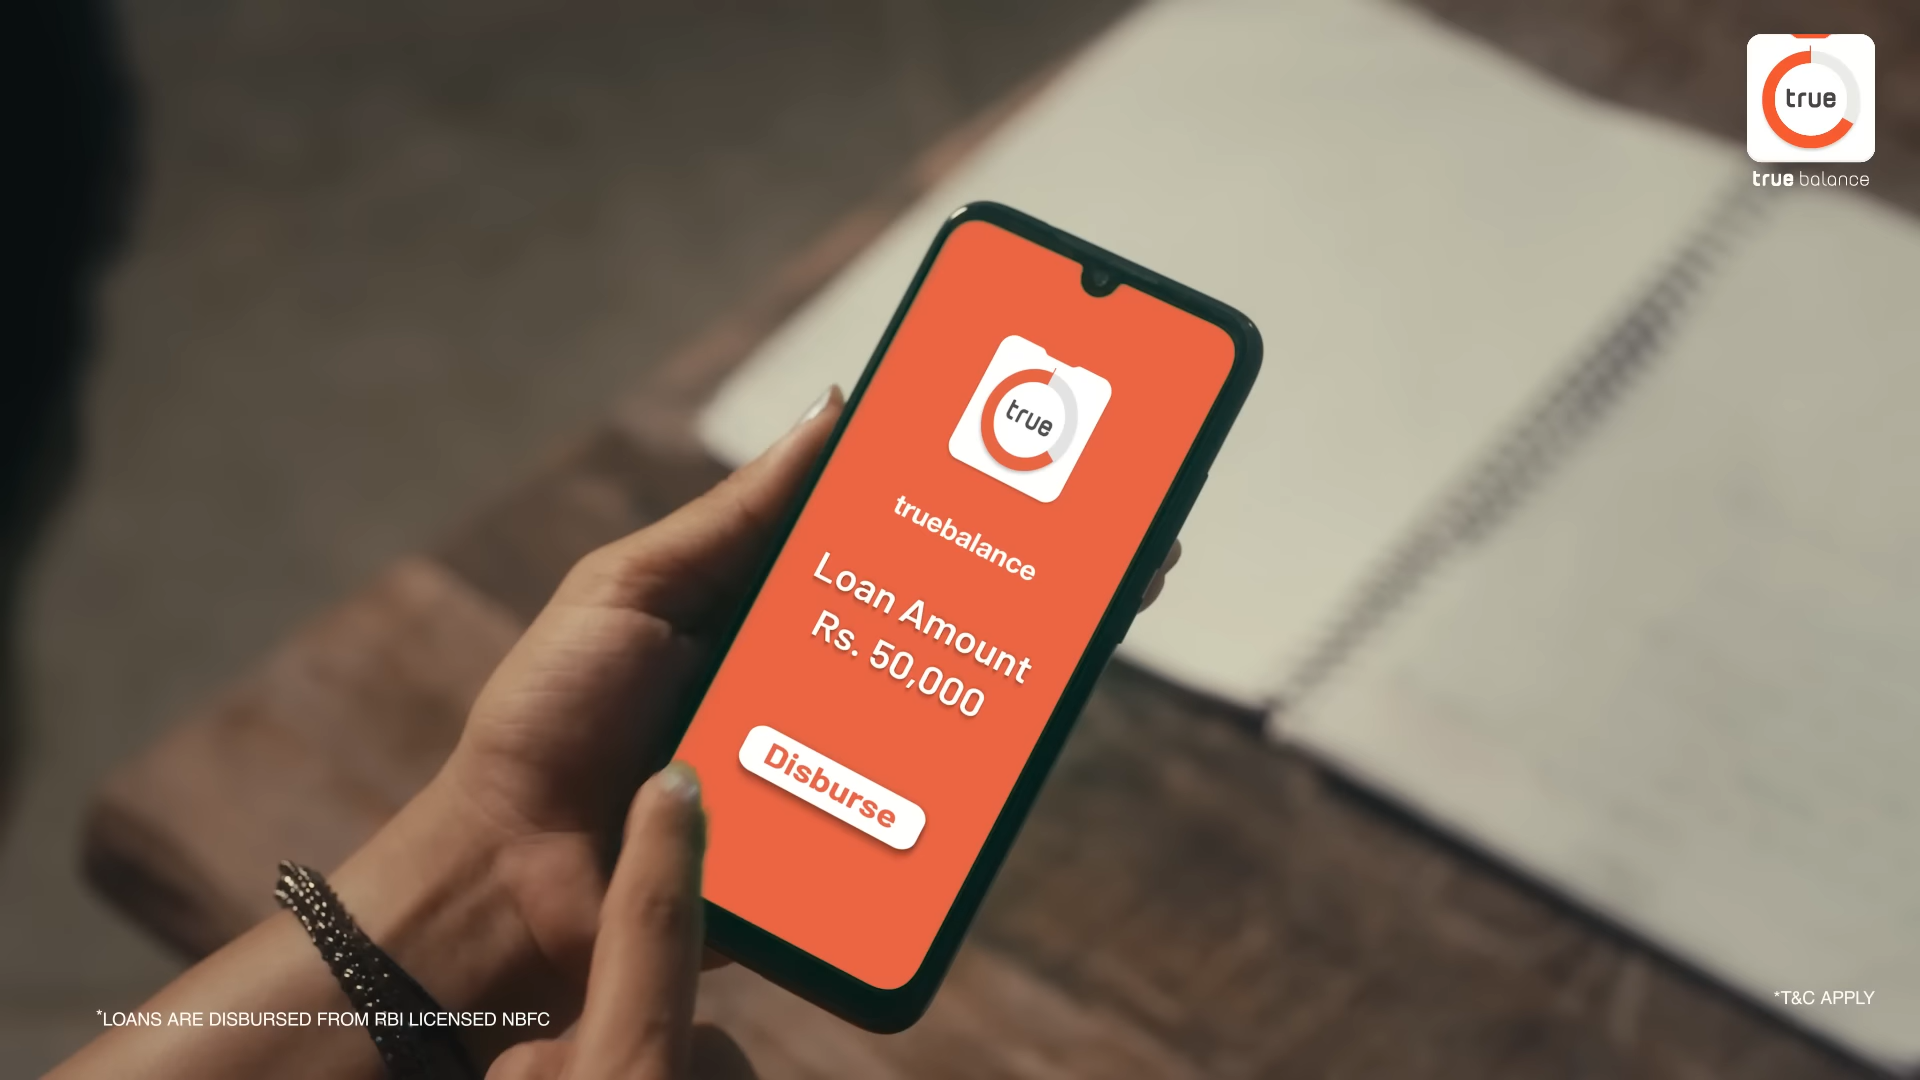 true
true balance
true
truebalance
Loan Amount
Rs. 50,000
Disburse
*T&C APPLY
*LOANS ARE DISBURSED FROM RBI LICENSED NBFC